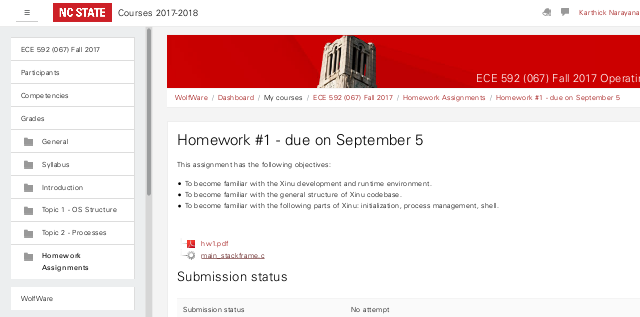 NC STATE Courses 2017-2018 Karthick Narayana
ECE 592 (067) Fall 2017
Participants
Competencies
Grades
General
Syllabus
Introduction
Topic 1 - OS Structure
Topic 2 - Processes
Homework
Assignments
WolfWare
ECE 592 (067) Fall 2017 Operati
WolfWare / Dashboard / My courses / ECE 592 (067) Fall 2017 / Homework Assignments / Homework #1 - due on September 5
Homework #1 - due on September 5
This assignment has the following objectives:
• To become familiar with the Xinu development and runtime environment.
• To become familiar with the general structure of Xinu codebase.
• To become familiar with the following parts of Xinu: initialization, process management, shell.
hw1.pdf
main_stackframe.c
Submission status
Submission status No attempt